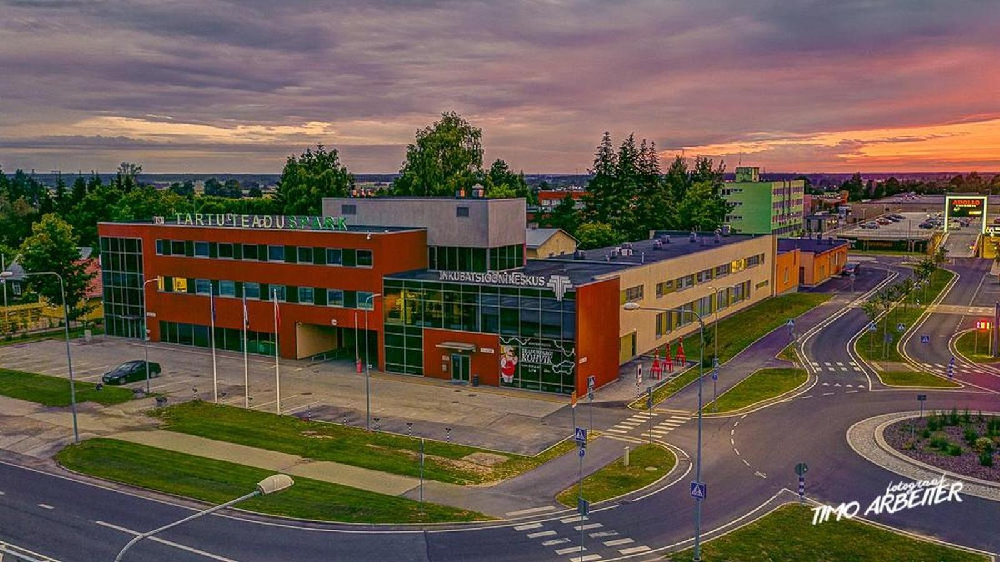 TARTU TEADUSPARK
INKUBATSIOONIKESKUS
TEADUSPARGI
KOHVIK
APOLLO
fotograaf
TIMO ARBEITER